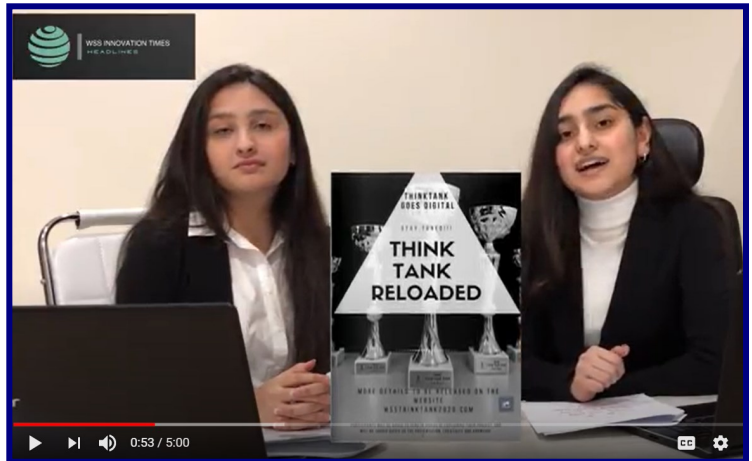 WSS INNOVATION TIMES
HEADLINES
THINKTANK
GOES DIGITAL
STAY TUNED!!!
THINK
TANK
RELOADED
MORE DETAILS TO BE RELEASED ON THE
WEBSITE
WSSTHINKTANK2020.COM
0:53 / 5:00
CC